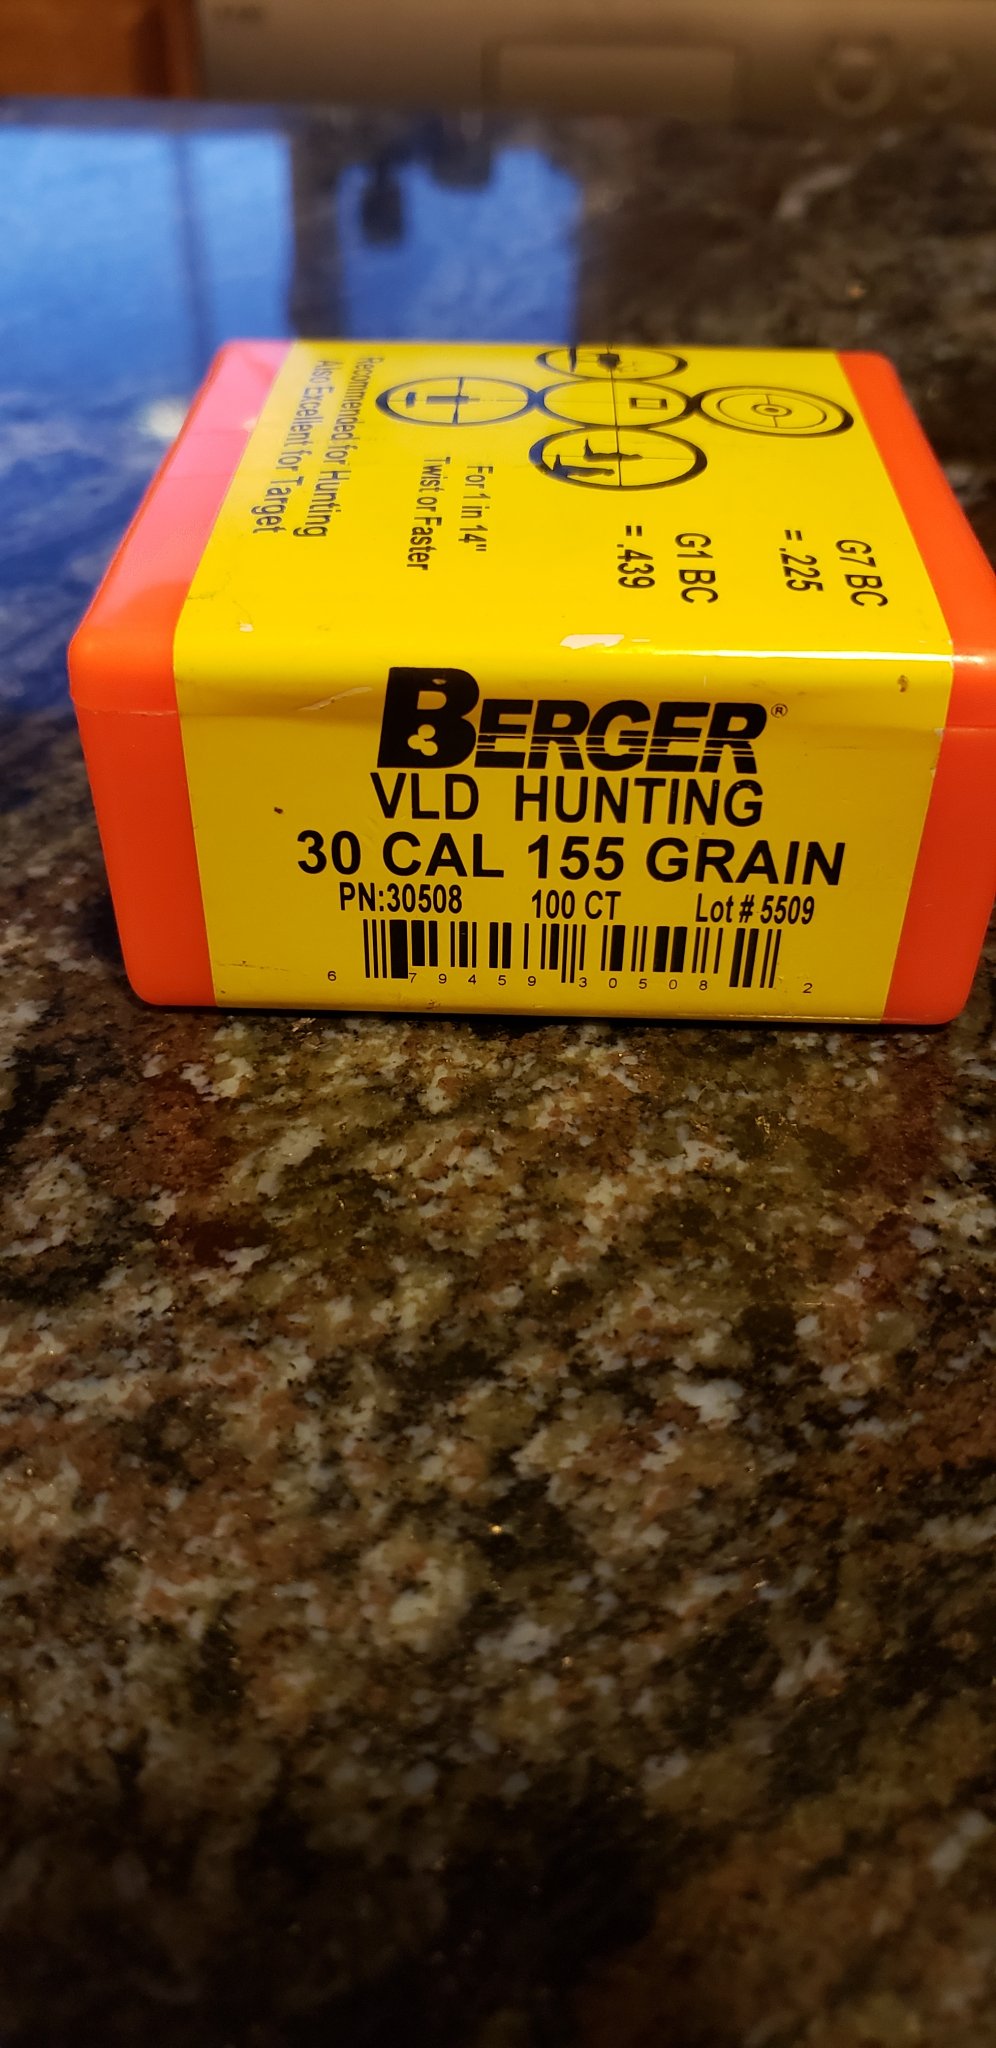 Recommended for Hunting
Also Excellent for Target
For 1 in 14"
Twist or Faster
G7 BC
= .225
G1 BC
= .439
BERGER®
VLD HUNTING
30 CAL 155 GRAIN
PN:30508 100 CT Lot # 5509
6 79459 30508 2